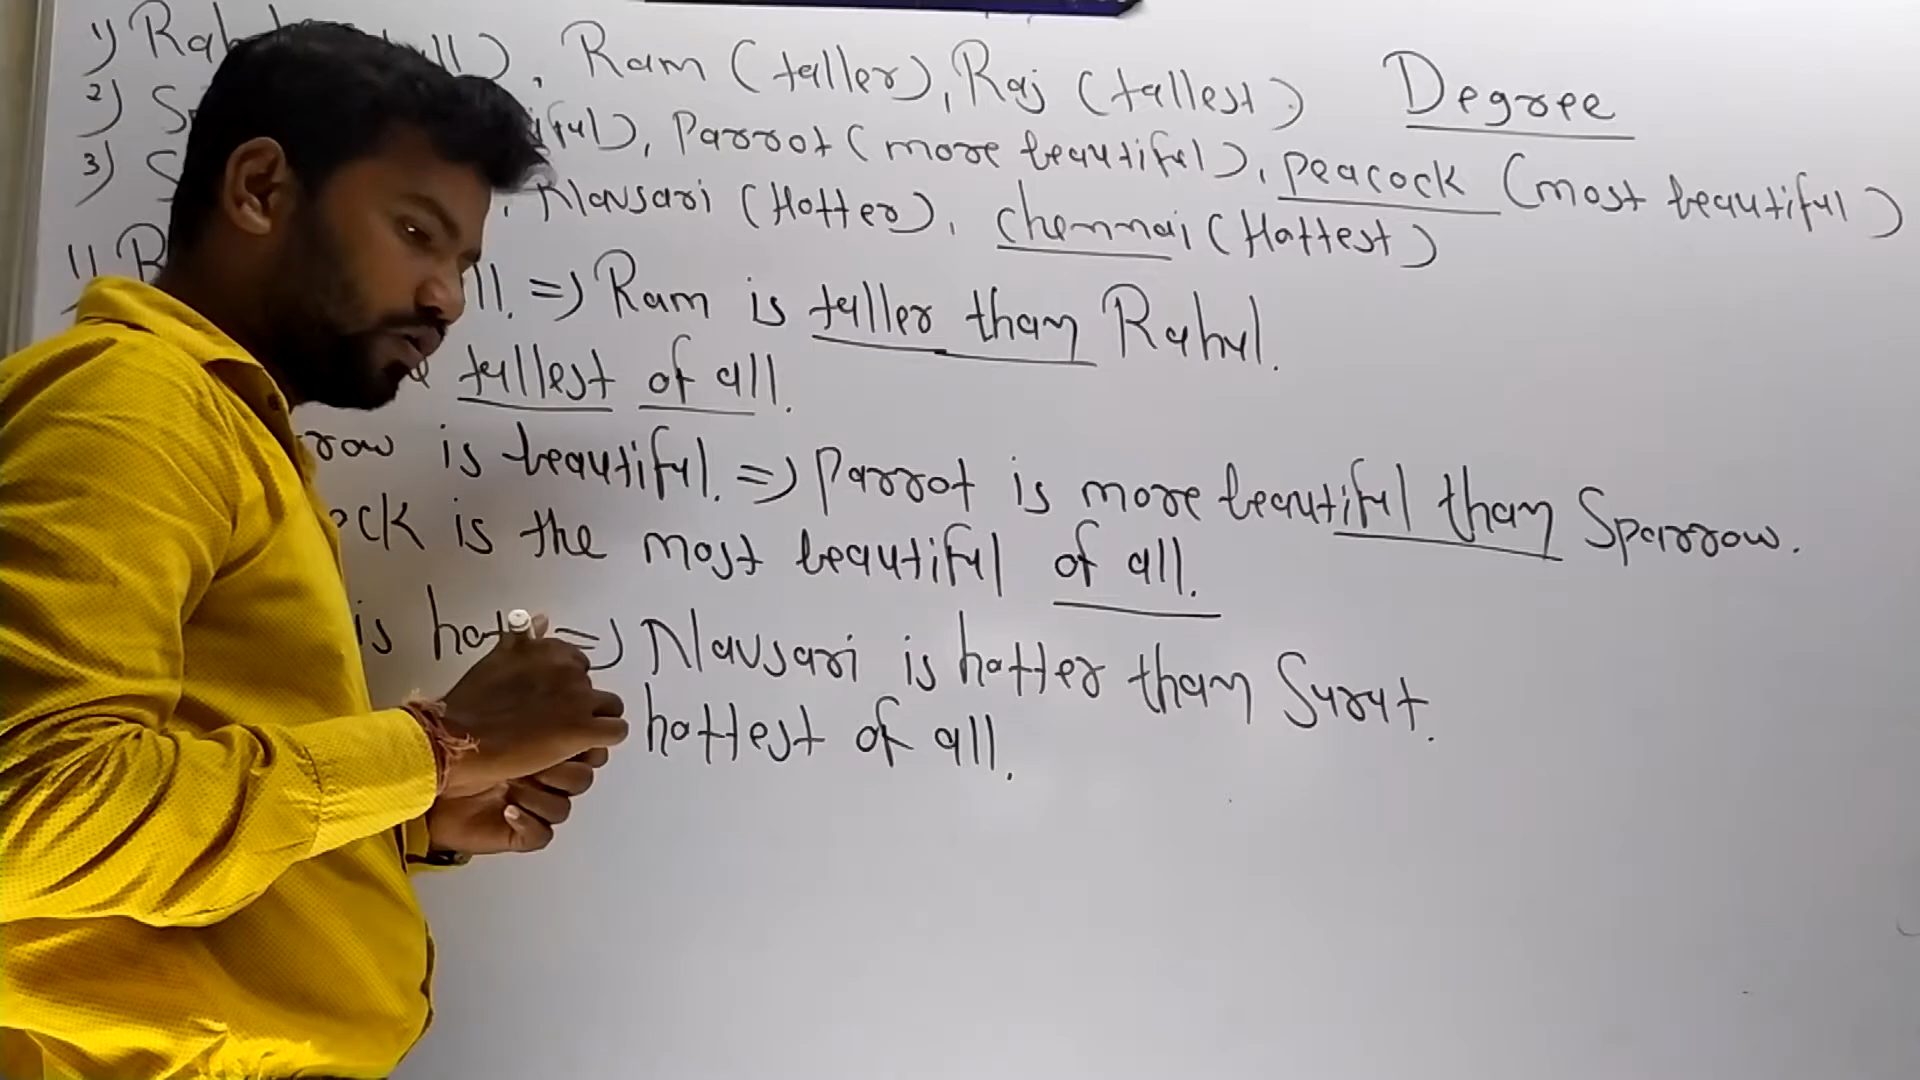 1) Ram (taller), Raj (tallest) Degree
2) Parrot (more beautiful), peacock (most beautiful)
3) Navsari (Hotter), chennai (Hottest)
1) => Ram is taller than Rahul.
tallest of all.
is beautiful. => Parrot is more beautiful than Sparrow.
is the most beautiful of all.
is hot => Navsari is hotter than Surat.
hottest of all.